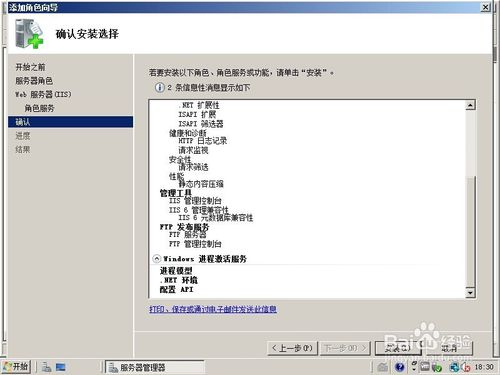 添加角色向导
确认安装选择
开始之前
服务器角色
Web 服务器(IIS)
角色服务
确认
进度
结果
若要安装以下角色、角色服务或功能，请单击“安装”。
2 条信息性消息显示如下
.NET 扩展性
ISAPI 扩展
ISAPI 筛选器
健康和诊断
HTTP 日志记录
请求监视
安全性
请求筛选
性能
静态内容压缩
管理工具
IIS 管理控制台
IIS 6 管理兼容性
IIS 6 元数据库兼容性
FTP 发布服务
FTP 服务器
FTP 管理控制台
Windows 进程激活服务
进程模型
.NET 环境
配置 API
打印、保存或通过电子邮件发送此信息
<上一步(P)
下一步(N)>
安装(I)
取消
Baidu经验
开始
服务器管理器
18:30